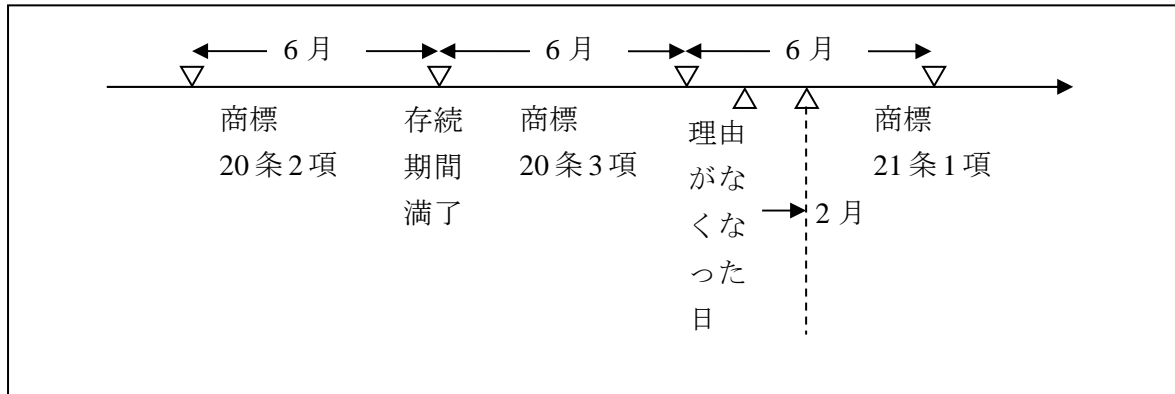 6月
6月
6月
商標
20条2項
存続
期間
満了
商標
20条3項
理由
がな
くな
った
日
2月
商標
21条1項